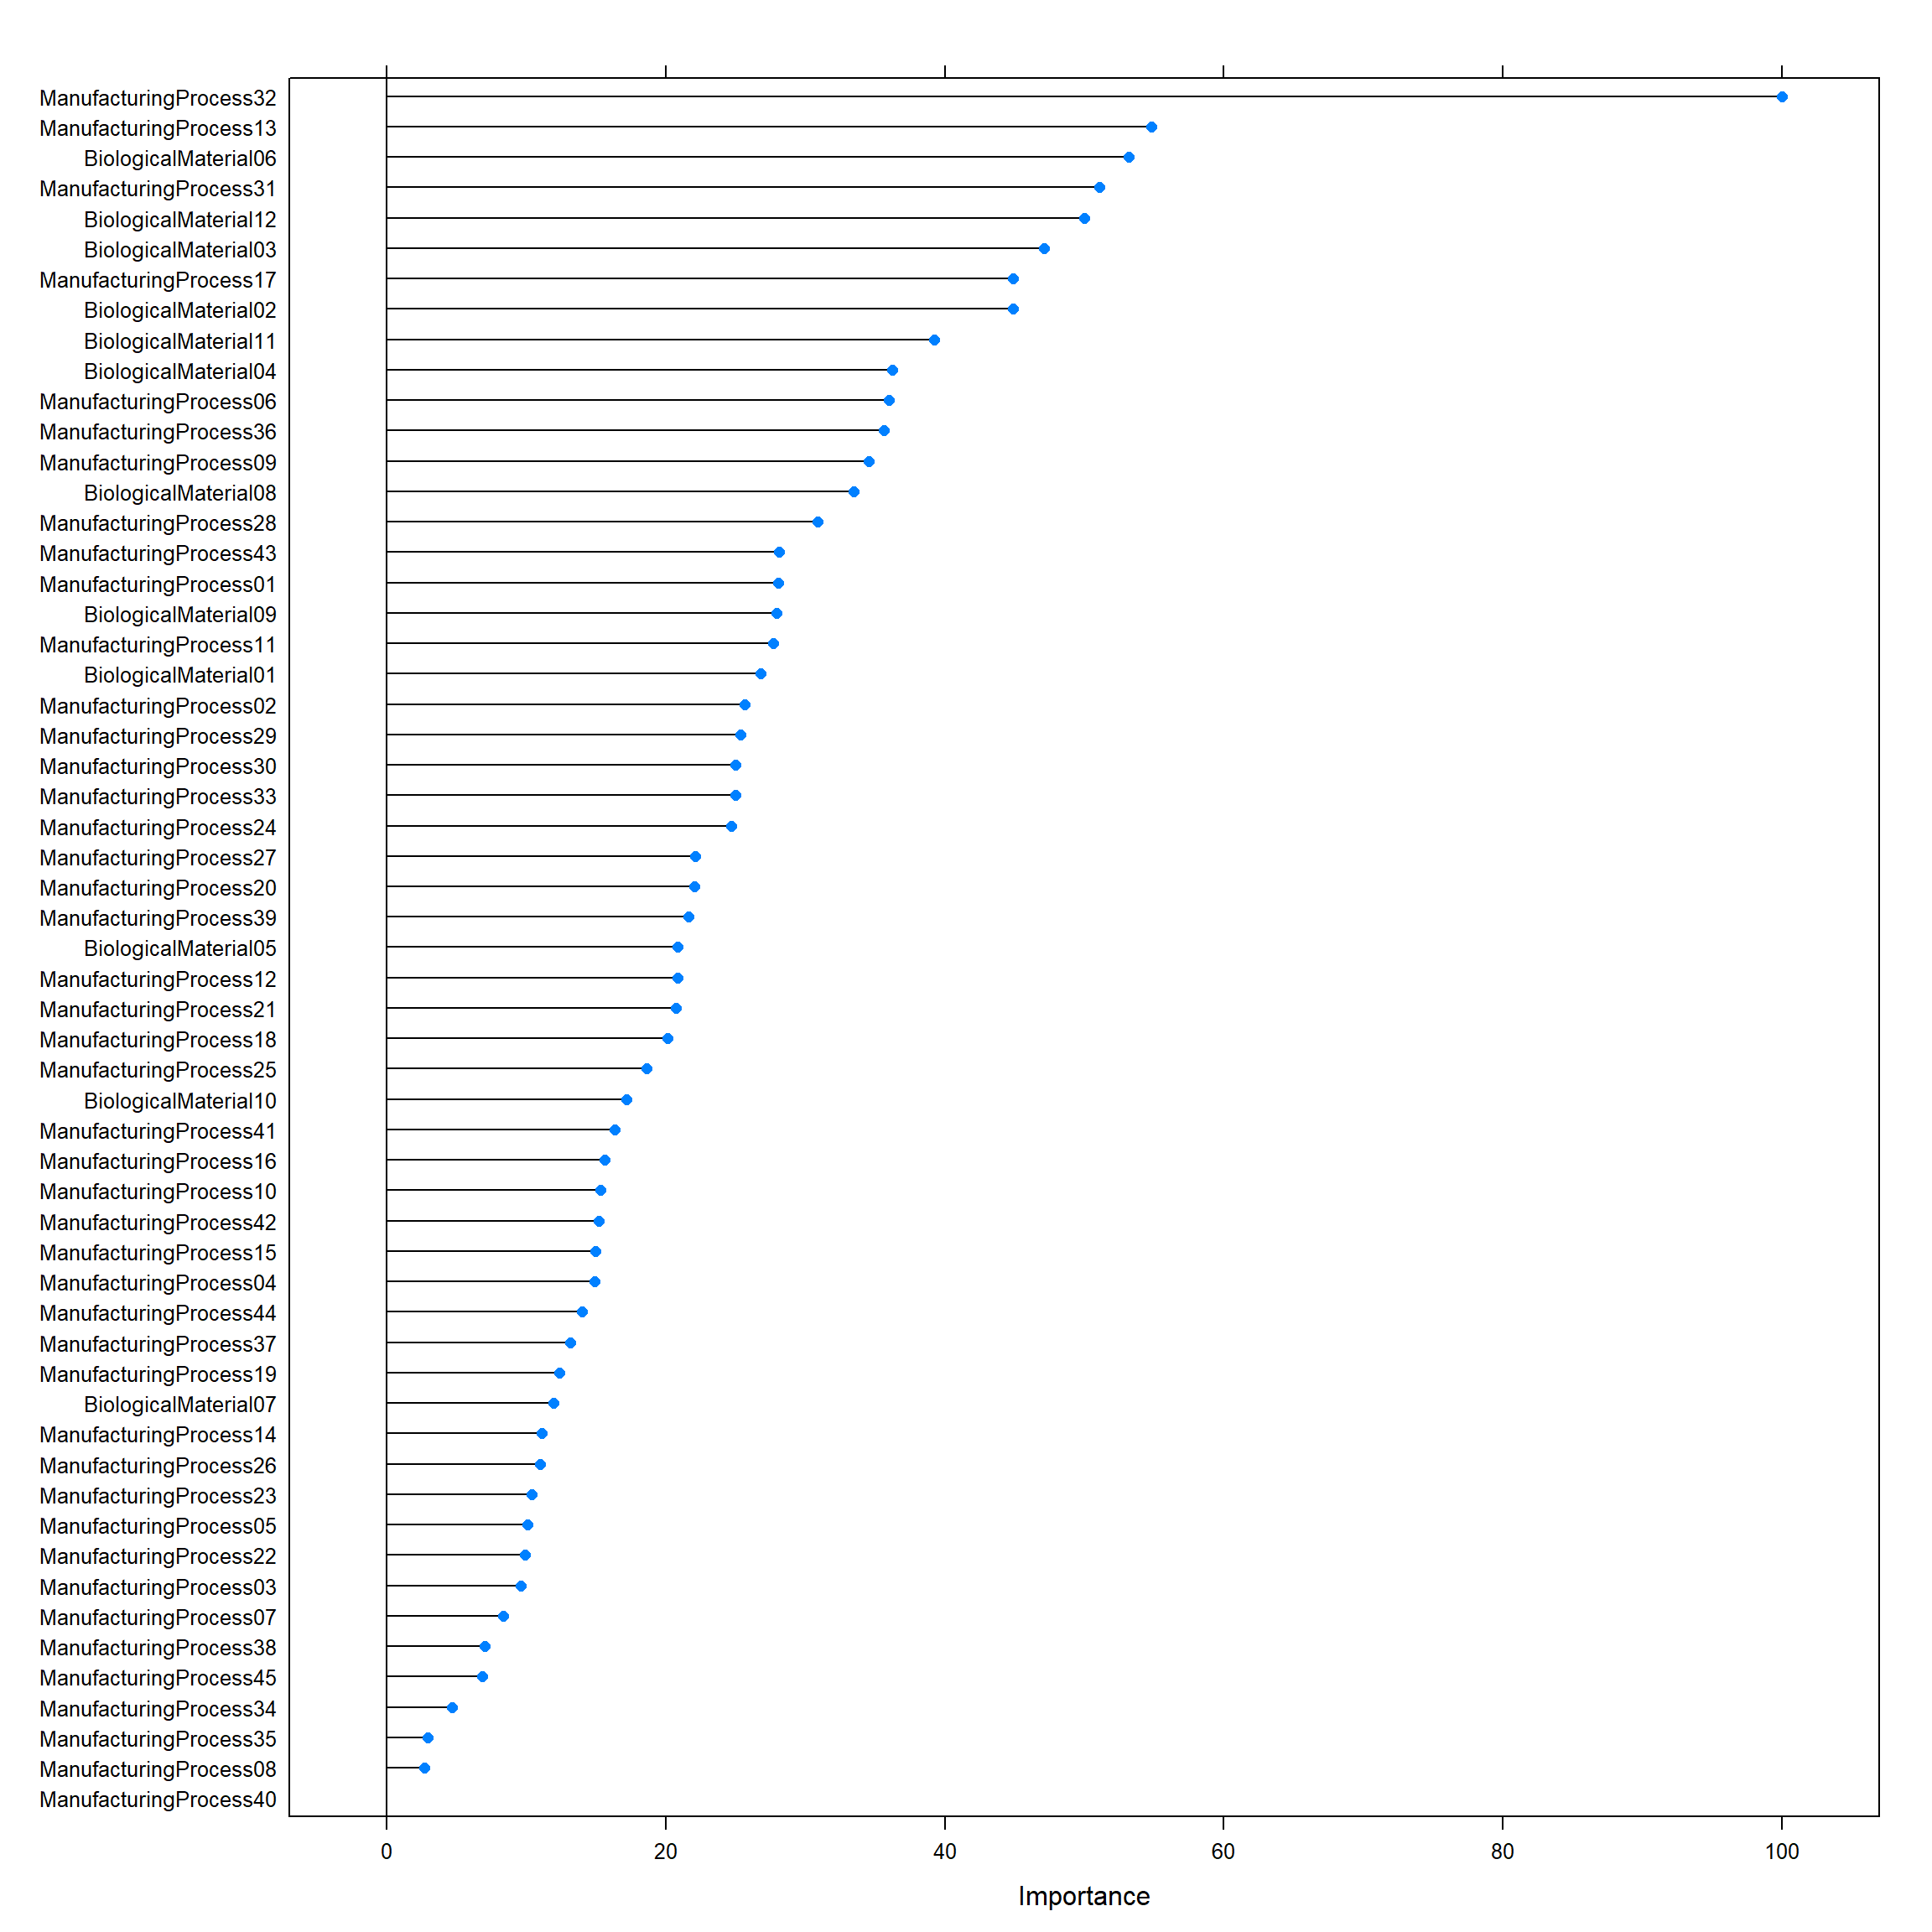 ManufacturingProcess32
ManufacturingProcess13
BiologicalMaterial06
ManufacturingProcess31
BiologicalMaterial12
BiologicalMaterial03
ManufacturingProcess17
BiologicalMaterial02
BiologicalMaterial11
BiologicalMaterial04
ManufacturingProcess06
ManufacturingProcess36
ManufacturingProcess09
BiologicalMaterial08
ManufacturingProcess28
ManufacturingProcess43
ManufacturingProcess01
BiologicalMaterial09
ManufacturingProcess11
BiologicalMaterial01
ManufacturingProcess02
ManufacturingProcess29
ManufacturingProcess30
ManufacturingProcess33
ManufacturingProcess24
ManufacturingProcess27
ManufacturingProcess20
ManufacturingProcess39
BiologicalMaterial05
ManufacturingProcess12
ManufacturingProcess21
ManufacturingProcess18
ManufacturingProcess25
BiologicalMaterial10
ManufacturingProcess41
ManufacturingProcess16
ManufacturingProcess10
ManufacturingProcess42
ManufacturingProcess15
ManufacturingProcess04
ManufacturingProcess44
ManufacturingProcess37
ManufacturingProcess19
BiologicalMaterial07
ManufacturingProcess14
ManufacturingProcess26
ManufacturingProcess23
ManufacturingProcess05
ManufacturingProcess22
ManufacturingProcess03
ManufacturingProcess07
ManufacturingProcess38
ManufacturingProcess45
ManufacturingProcess34
ManufacturingProcess35
ManufacturingProcess08
ManufacturingProcess40
0 20 40 60 80 100
Importance